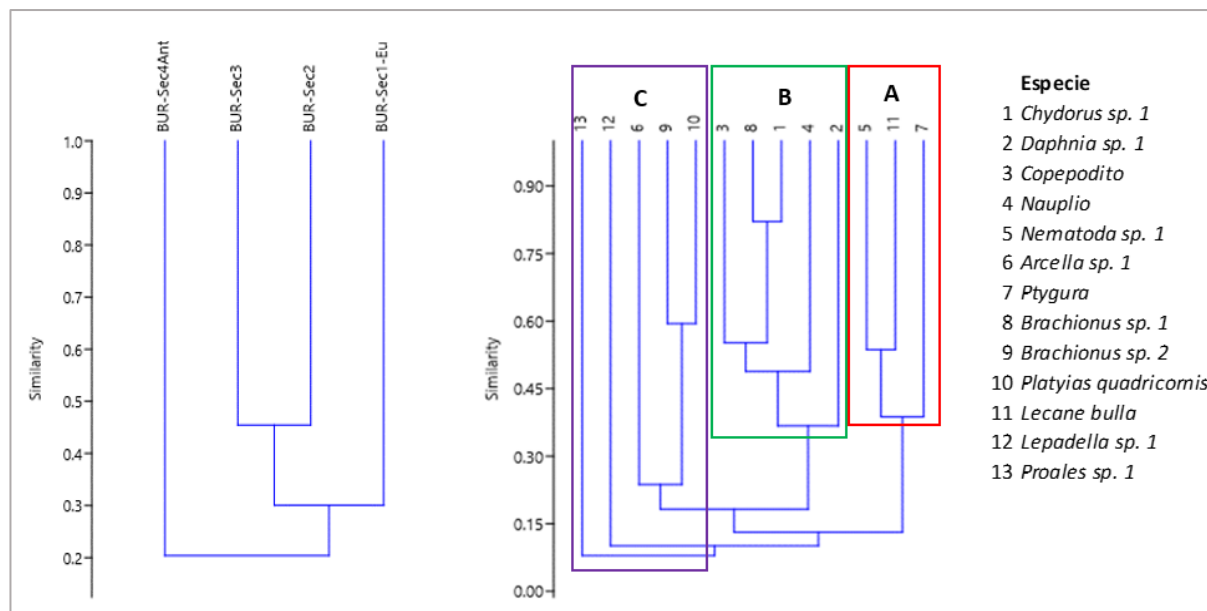 BUR-Sec4Ant
BUR-Sec3
BUR-Sec2
BUR-Sec1-Eu
1.0
0.9
0.8
0.7
0.6
0.5
0.4
0.3
0.2
Similarity
C
B
A
13
12
6
9
10
3
8
1
4
2
5
11
7
0.90
0.75
0.60
0.45
0.30
0.15
0.00
Similarity
Especie
1 Chydorus sp. 1
2 Daphnia sp. 1
3 Copepodito
4 Nauplio
5 Nematoda sp. 1
6 Arcella sp. 1
7 Ptygura
8 Brachionus sp. 1
9 Brachionus sp. 2
10 Platyias quadricornis
11 Lecane bulla
12 Lepadella sp. 1
13 Proales sp. 1